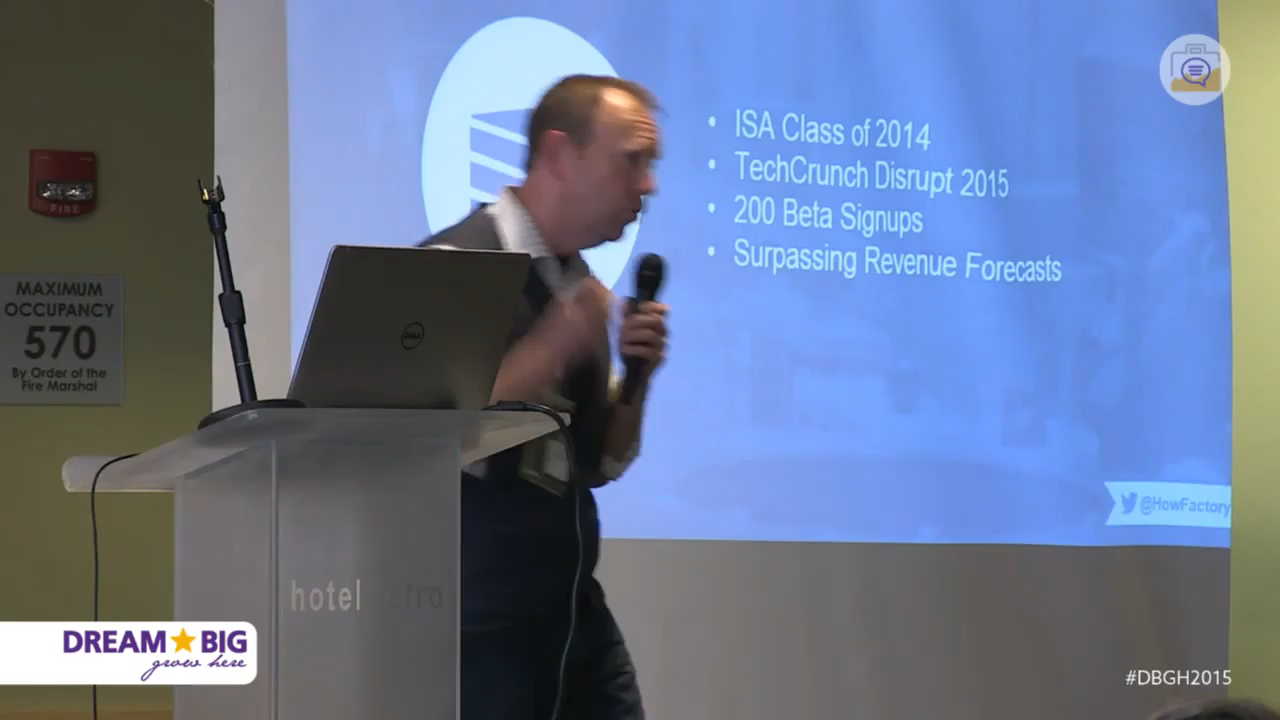 • ISA Class of 2014
• TechCrunch Disrupt 2015
• 200 Beta Signups
• Surpassing Revenue Forecasts
FIRE
MAXIMUM
OCCUPANCY
570
By Order of the
Fire Marshal
DELL
@HowFactory
hotel
DREAM BIG
grow here
#DBGH2015